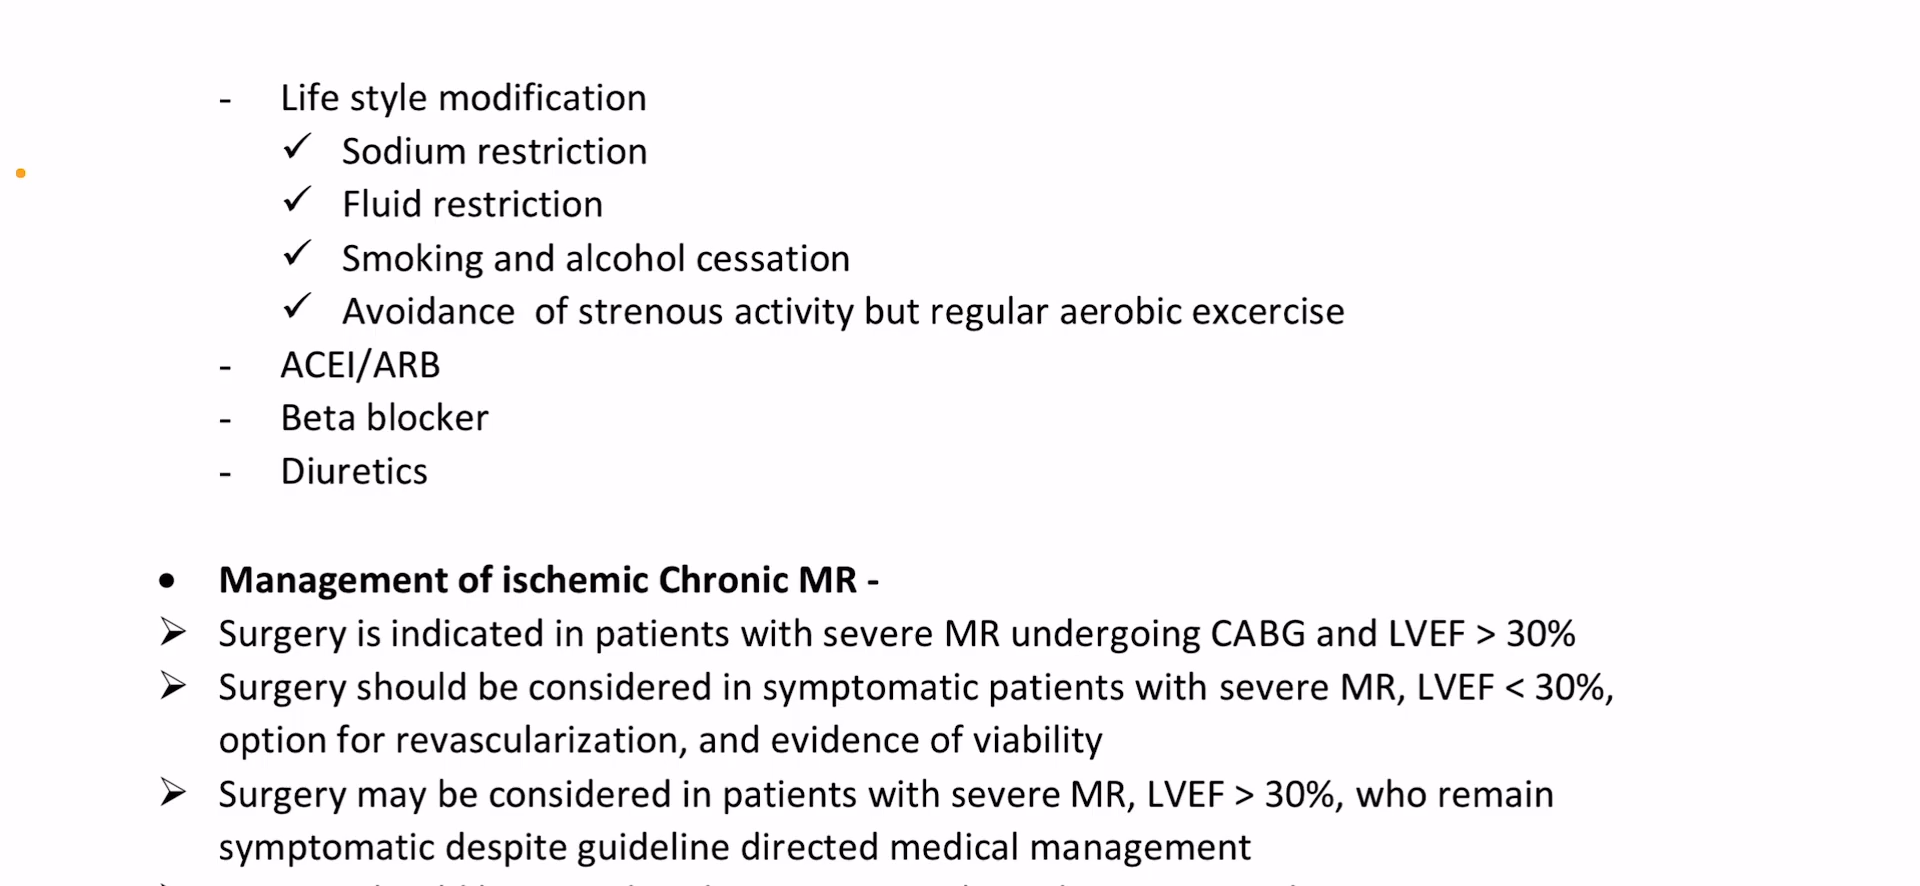 - Life style modification
✓ Sodium restriction
✓ Fluid restriction
✓ Smoking and alcohol cessation
✓ Avoidance  of strenous activity but regular aerobic excercise
- ACEI/ARB
- Beta blocker
- Diuretics
• Management of ischemic Chronic MR -
➢ Surgery is indicated in patients with severe MR undergoing CABG and LVEF > 30%
➢ Surgery should be considered in symptomatic patients with severe MR, LVEF < 30%,
option for revascularization, and evidence of viability
➢ Surgery may be considered in patients with severe MR, LVEF > 30%, who remain
symptomatic despite guideline directed medical management